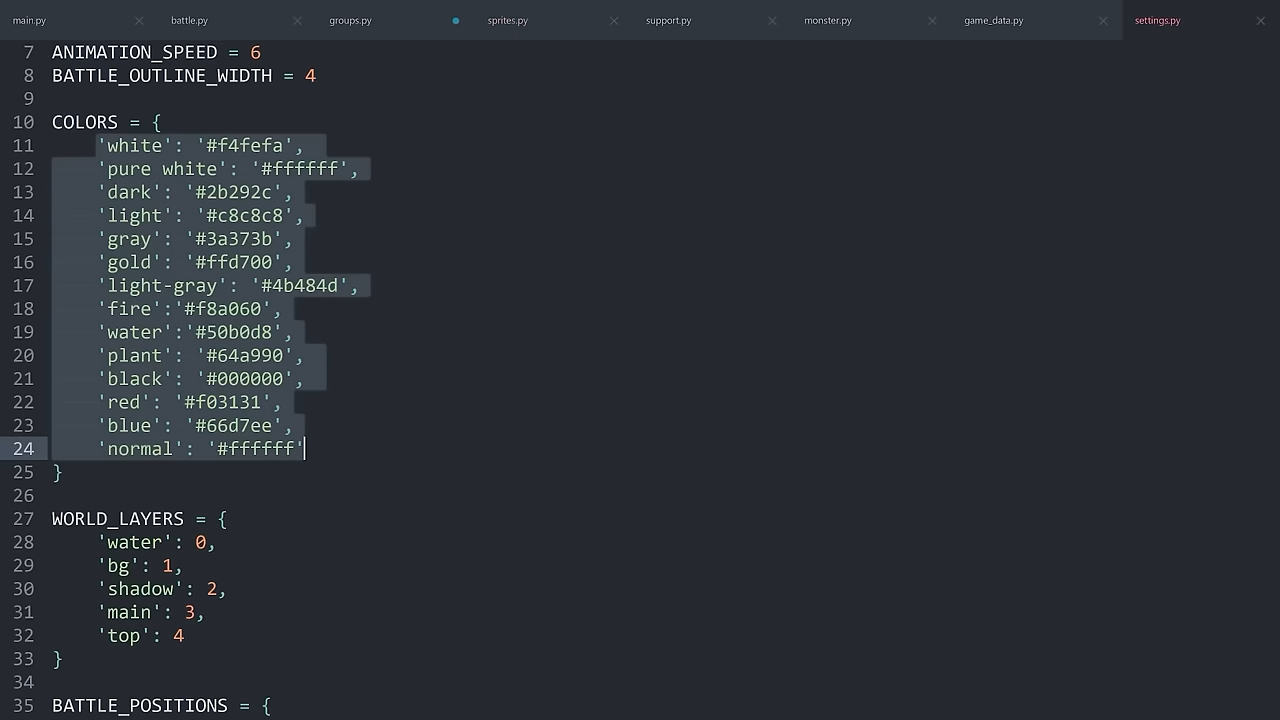 main.py battle.py groups.py sprites.py support.py monster.py game_data.py settings.py
7 ANIMATION_SPEED = 6
8 BATTLE_OUTLINE_WIDTH = 4
9
10 COLORS = {
11 'white': '#f4fefa',
12 'pure white': '#ffffff',
13 'dark': '#2b292c',
14 'light': '#c8c8c8',
15 'gray': '#3a373b',
16 'gold': '#ffd700',
17 'light-gray': '#4b484d',
18 'fire':'#f8a060',
19 'water':'#50b0d8',
20 'plant': '#64a990',
21 'black': '#000000',
22 'red': '#f03131',
23 'blue': '#66d7ee',
24 'normal': '#ffffff'
25 }
26
27 WORLD_LAYERS = {
28 'water': 0,
29 'bg': 1,
30 'shadow': 2,
31 'main': 3,
32 'top': 4
33 }
34
35 BATTLE_POSITIONS = {